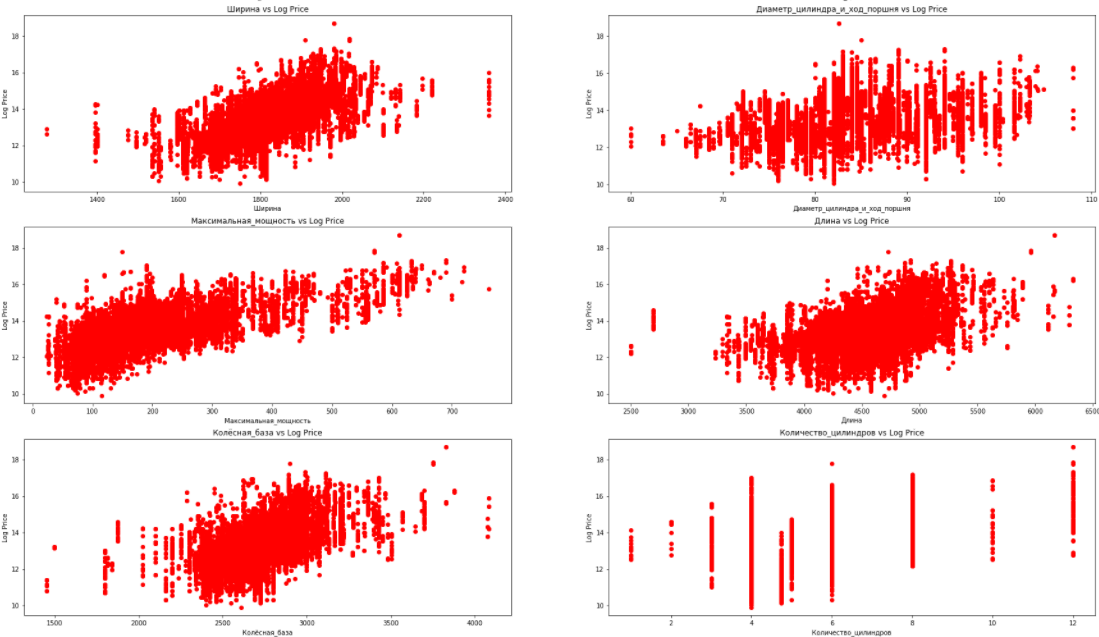 Ширина vs Log Price
Log Price
18
16
14
12
10
1400 1600 1800 2000 2200 2400
Ширина
Диаметр_цилиндра_и_ход_поршня vs Log Price
Log Price
18
16
14
12
10
60 70 80 90 100 110
Диаметр_цилиндра_и_ход_поршня
Максимальная_мощность vs Log Price
Log Price
18
16
14
12
10
0 100 200 300 400 500 600 700
Максимальная_мощность
Длина vs Log Price
Log Price
18
16
14
12
10
2500 3000 3500 4000 4500 5000 5500 6000 6500
Длина
Колёсная_база vs Log Price
Log Price
18
16
14
12
10
1500 2000 2500 3000 3500 4000
Колёсная_база
Количество_цилиндров vs Log Price
Log Price
18
16
14
12
10
2 4 6 8 10 12
Количество_цилиндров